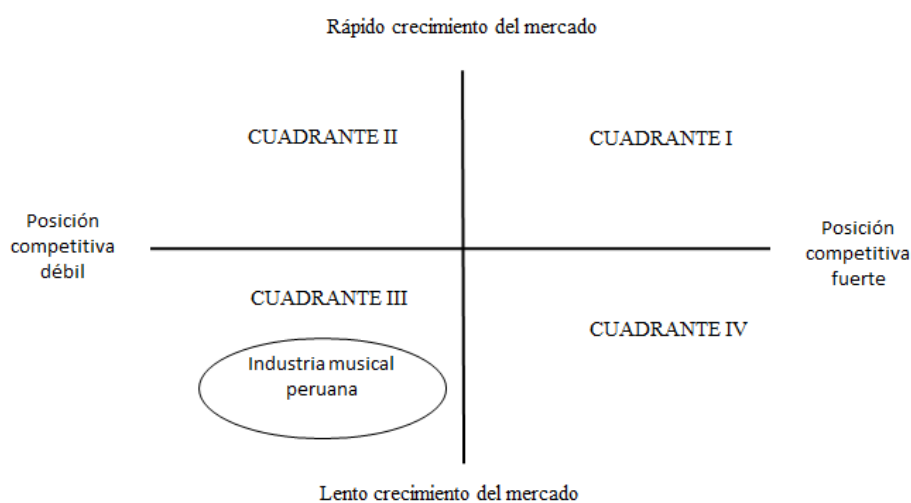 Rápido crecimiento del mercado
CUADRANTE II
CUADRANTE I
Posición
competitiva
débil
Posición
competitiva
fuerte
CUADRANTE III
CUADRANTE IV
Industria musical
peruana
Lento crecimiento del mercado